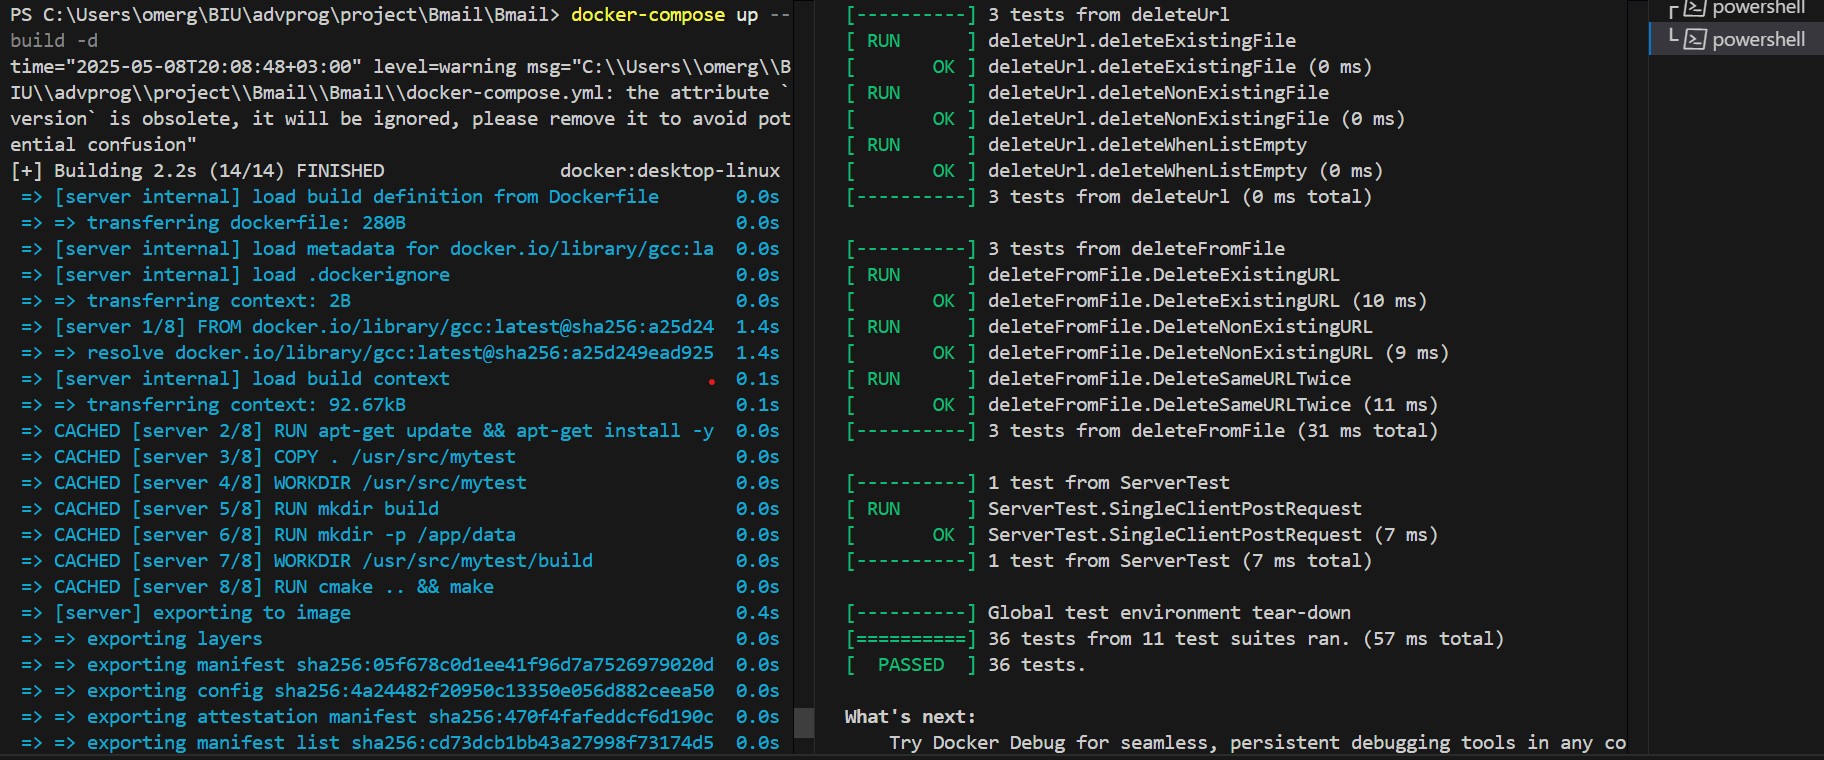 PS C:\Users\omerg\BIU\advprog\project\Bmail\Bmail> docker-compose up --
build -d
time="2025-05-08T20:08:48+03:00" level=warning msg="C:\\Users\\omerg\\B
IU\\advprog\\project\\Bmail\\Bmail\\docker-compose.yml: the attribute `
version` is obsolete, it will be ignored, please remove it to avoid pot
ential confusion"
[+] Building 2.2s (14/14) FINISHED docker:desktop-linux
=> [server internal] load build definition from Dockerfile 0.0s
=> => transferring dockerfile: 280B 0.0s
=> [server internal] load metadata for docker.io/library/gcc:la 0.0s
=> [server internal] load .dockerignore 0.0s
=> => transferring context: 2B 0.0s
=> [server 1/8] FROM docker.io/library/gcc:latest@sha256:a25d24 1.4s
=> => resolve docker.io/library/gcc:latest@sha256:a25d249ead925 1.4s
=> [server internal] load build context 0.1s
=> => transferring context: 92.67kB 0.1s
=> CACHED [server 2/8] RUN apt-get update && apt-get install -y 0.0s
=> CACHED [server 3/8] COPY . /usr/src/mytest 0.0s
=> CACHED [server 4/8] WORKDIR /usr/src/mytest 0.0s
=> CACHED [server 5/8] RUN mkdir build 0.0s
=> CACHED [server 6/8] RUN mkdir -p /app/data 0.0s
=> CACHED [server 7/8] WORKDIR /usr/src/mytest/build 0.0s
=> CACHED [server 8/8] RUN cmake .. && make 0.0s
=> [server] exporting to image 0.4s
=> => exporting layers 0.0s
=> => exporting manifest sha256:05f678c0d1ee41f96d7a7526979020d 0.0s
=> => exporting config sha256:4a24482f20950c13350e056d882ceea50 0.0s
=> => exporting attestation manifest sha256:470f4fafeddcf6d190c 0.0s
=> => exporting manifest list sha256:cd73dcb1bb43a27998f73174d5 0.0s
[----------] 3 tests from deleteUrl
[ RUN      ] deleteUrl.deleteExistingFile
[       OK ] deleteUrl.deleteExistingFile (0 ms)
[ RUN      ] deleteUrl.deleteNonExistingFile
[       OK ] deleteUrl.deleteNonExistingFile (0 ms)
[ RUN      ] deleteUrl.deleteWhenListEmpty
[       OK ] deleteUrl.deleteWhenListEmpty (0 ms)
[----------] 3 tests from deleteUrl (0 ms total)
[----------] 3 tests from deleteFromFile
[ RUN      ] deleteFromFile.DeleteExistingURL
[       OK ] deleteFromFile.DeleteExistingURL (10 ms)
[ RUN      ] deleteFromFile.DeleteNonExistingURL
[       OK ] deleteFromFile.DeleteNonExistingURL (9 ms)
[ RUN      ] deleteFromFile.DeleteSameURLTwice
[       OK ] deleteFromFile.DeleteSameURLTwice (11 ms)
[----------] 3 tests from deleteFromFile (31 ms total)
[----------] 1 test from ServerTest
[ RUN      ] ServerTest.SingleClientPostRequest
[       OK ] ServerTest.SingleClientPostRequest (7 ms)
[----------] 1 test from ServerTest (7 ms total)
[----------] Global test environment tear-down
[==========] 36 tests from 11 test suites ran. (57 ms total)
[  PASSED  ] 36 tests.
What's next:
Try Docker Debug for seamless, persistent debugging tools in any co
powershell
powershell